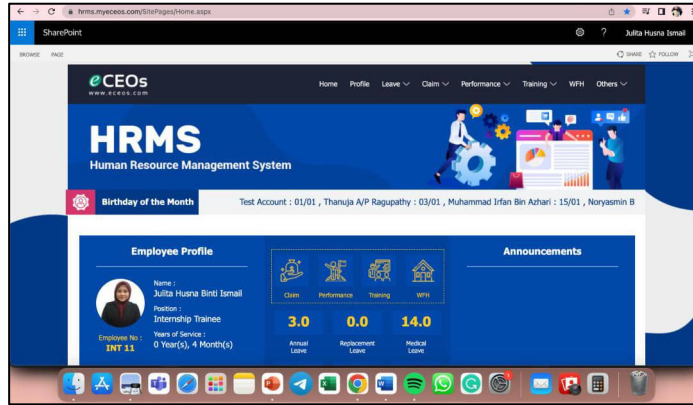 hrms.myeceos.com/SitePages/Home.aspx
SharePoint
Julita Husna Ismail
BROWSE PAGE
SHARE FOLLOW
eCEOs
www.eceos.com
Home Profile Leave Claim Performance Training WFH Others
HRMS
Human Resource Management System
Birthday of the Month
Test Account : 01/01 , Thanuja A/P Ragupathy : 03/01 , Muhammad Irfan Bin Azhari : 15/01 , Noryasmin B
Employee Profile
Name :
Julita Husna Binti Ismail
Position :
Internship Trainee
Years of Service :
0 Year(s), 4 Month(s)
Employee No :
INT 11
Claim Performance Training WFH
3.0 0.0 14.0
Annual Leave
Replacement Leave
Medical Leave
Announcements